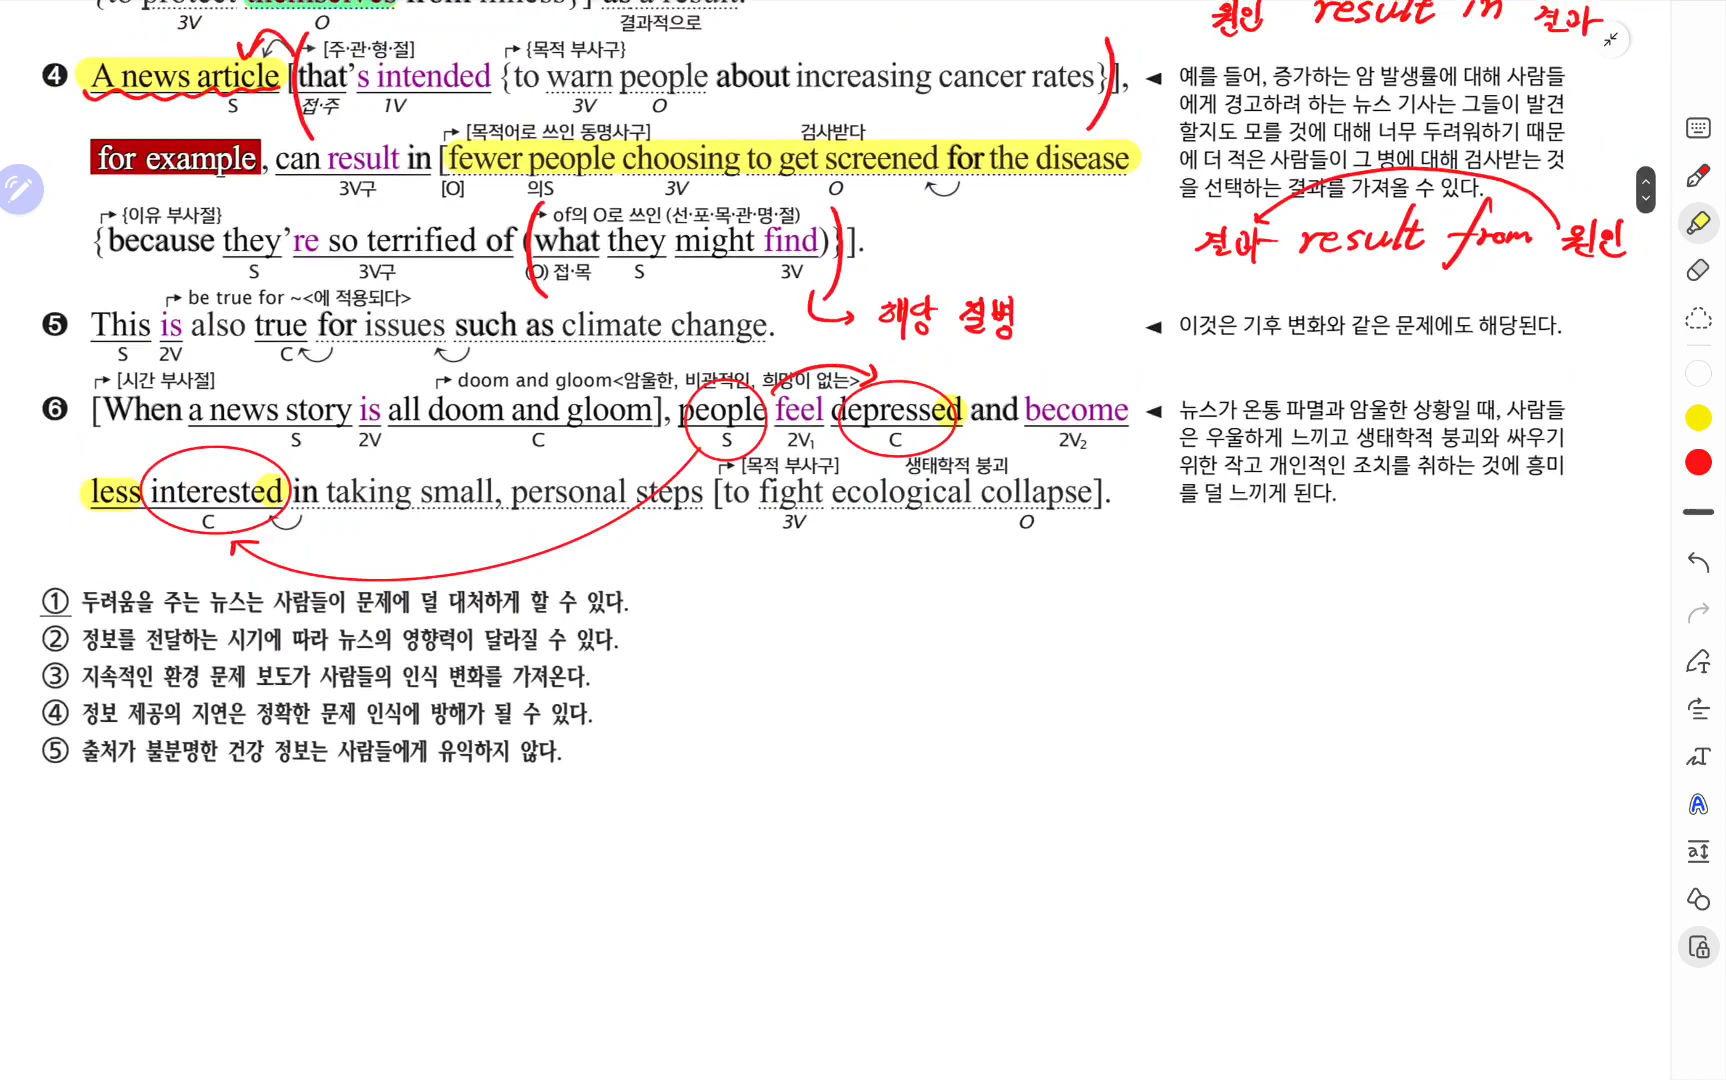 {to protect themselves from illness}] as a result.
3V O 결과적으로
원인 result in 결과
[주·관·형·절] {목적 부사구}
❹ A news article [that's intended {to warn people about increasing cancer rates}],
S 접·주 1V 3V O
[목적어로 쓰인 동명사구] 검사받다
for example, can result in [fewer people choosing to get screened for the disease
3V구 [O] 의S 3V O
{이유 부사절} of의 O로 쓰인 (선·포·목·관·명·절)
{because they're so terrified of (what they might find)}].
S 3V구 (O) 접·목 S 3V
◄ 예를 들어, 증가하는 암 발생률에 대해 사람들
에게 경고하려 하는 뉴스 기사는 그들이 발견
할지도 모를 것에 대해 너무 두려워하기 때문
에 더 적은 사람들이 그 병에 대해 검사받는 것
을 선택하는 결과를 가져올 수 있다.
결과 result from 원인
해당 질병
be true for ~<에 적용되다>
❺ This is also true for issues such as climate change.
S 2V C
◄ 이것은 기후 변화와 같은 문제에도 해당된다.
[시간 부사절] doom and gloom<암울한, 비관적인, 희망이 없는>
❻ [When a news story is all doom and gloom], people feel depressed and become
S 2V C S 2V₁ C 2V₂
[목적 부사구] 생태학적 붕괴
less interested in taking small, personal steps [to fight ecological collapse].
C 3V O
◄ 뉴스가 온통 파멸과 암울한 상황일 때, 사람들
은 우울하게 느끼고 생태학적 붕괴와 싸우기
위한 작고 개인적인 조치를 취하는 것에 흥미
를 덜 느끼게 된다.
① 두려움을 주는 뉴스는 사람들이 문제에 덜 대처하게 할 수 있다.
② 정보를 전달하는 시기에 따라 뉴스의 영향력이 달라질 수 있다.
③ 지속적인 환경 문제 보도가 사람들의 인식 변화를 가져온다.
④ 정보 제공의 지연은 정확한 문제 인식에 방해가 될 수 있다.
⑤ 출처가 불분명한 건강 정보는 사람들에게 유익하지 않다.